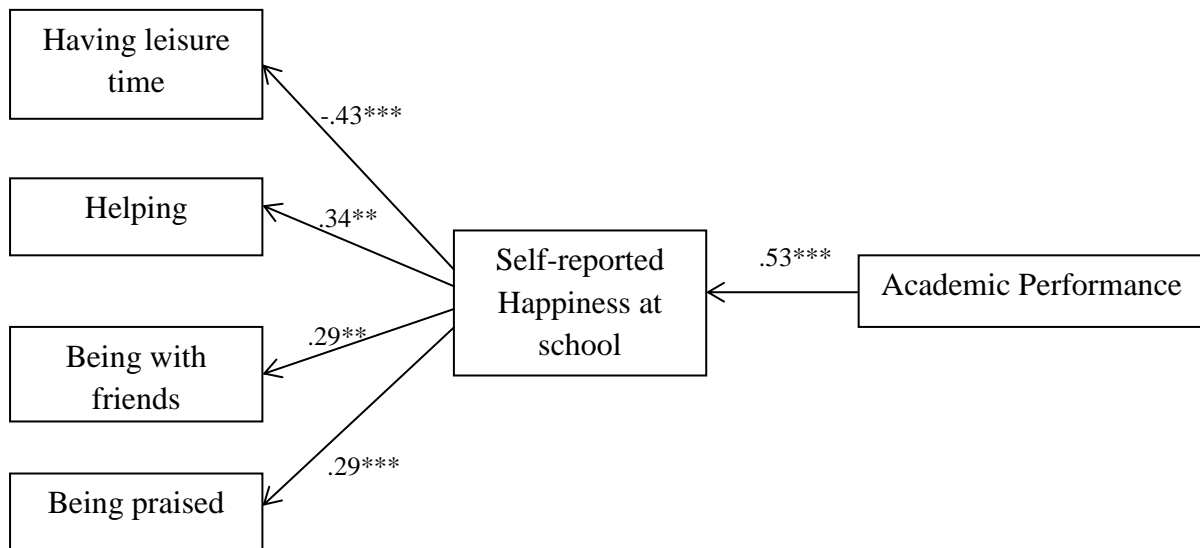 Having leisure
time
-.43***
Helping
.34**
Self-reported
Happiness at
school
.53***
Academic Performance
Being with
friends
.29**
Being praised
.29***